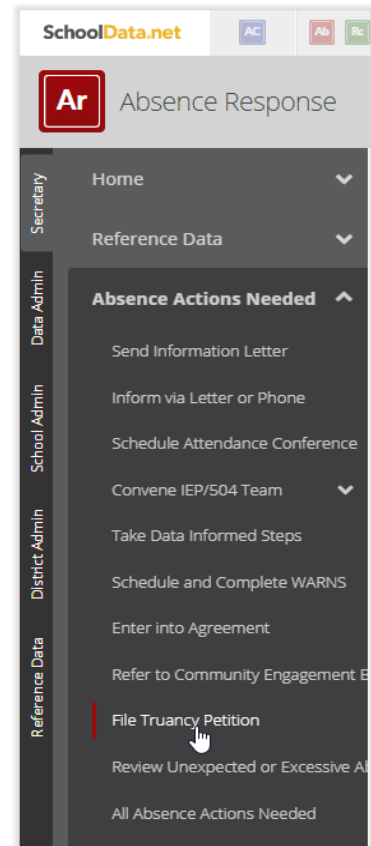 SchoolData.net
AC
Ab
Rc
Ar
Absence Response
Secretary
Data Admin
School Admin
District Admin
Reference Data
Home
Reference Data
Absence Actions Needed
Send Information Letter
Inform via Letter or Phone
Schedule Attendance Conference
Convene IEP/504 Team
Take Data Informed Steps
Schedule and Complete WARNS
Enter into Agreement
Refer to Community Engagement B
File Truancy Petition
Review Unexpected or Excessive Ab
All Absence Actions Needed